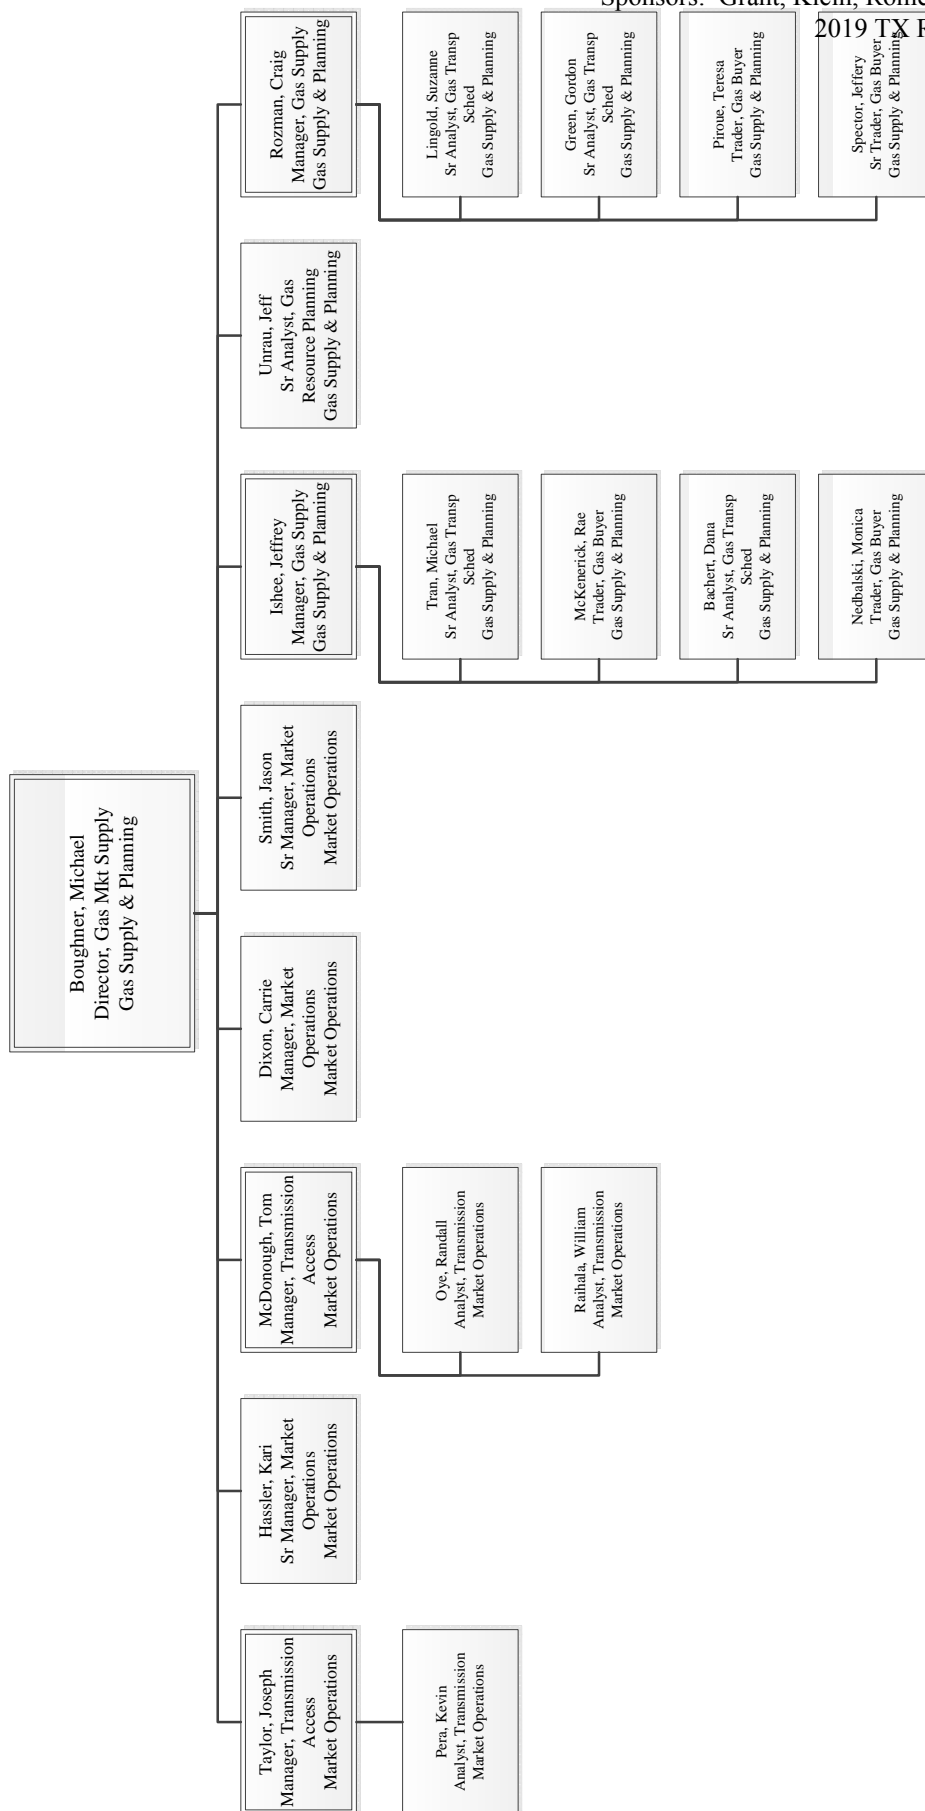 Sponsors: Grant, Klein, Rome
2019 TX R
Boughner, Michael
Director, Gas Mkt Supply
Gas Supply & Planning
Taylor, Joseph
Manager, Transmission
Access
Market Operations
Hassler, Kari
Sr Manager, Market
Operations
Market Operations
McDonough, Tom
Manager, Transmission
Access
Market Operations
Dixon, Carrie
Manager, Market
Operations
Market Operations
Smith, Jason
Sr Manager, Market
Operations
Market Operations
Ishee, Jeffrey
Manager, Gas Supply
Gas Supply & Planning
Unrau, Jeff
Sr Analyst, Gas
Resource Planning
Gas Supply & Planning
Rozman, Craig
Manager, Gas Supply
Gas Supply & Planning
Pera, Kevin
Analyst, Transmission
Market Operations
Oye, Randall
Analyst, Transmission
Market Operations
Raihala, William
Analyst, Transmission
Market Operations
Tran, Michael
Sr Analyst, Gas Transp
Sched
Gas Supply & Planning
McKenerick, Rae
Trader, Gas Buyer
Gas Supply & Planning
Bachert, Dana
Sr Analyst, Gas Transp
Sched
Gas Supply & Planning
Nedbalski, Monica
Trader, Gas Buyer
Gas Supply & Planning
Lingold, Suzanne
Sr Analyst, Gas Transp
Sched
Gas Supply & Planning
Green, Gordon
Sr Analyst, Gas Transp
Sched
Gas Supply & Planning
Piroue, Teresa
Trader, Gas Buyer
Gas Supply & Planning
Spector, Jeffery
Sr Trader, Gas Buyer
Gas Supply & Planning